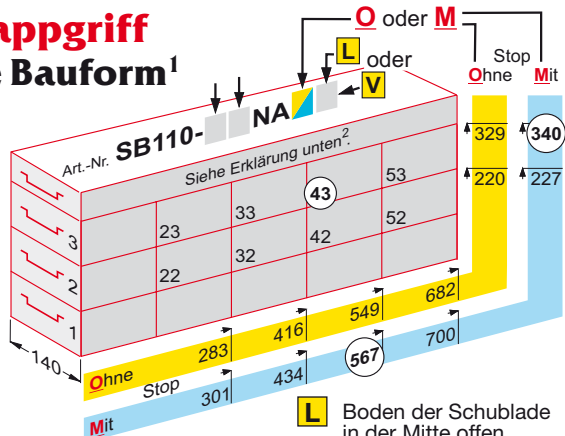 appgriff
e Bauform¹
O oder M
L oder
V
Stop
Ohne Mit
Art.-Nr. SB110- NA
Siehe Erklärung unten².
329 340
220 227
23 33 43 53
22 32 42 52
3
2
1
140
283 416 549 682
Ohne
Stop
301 434 567 700
Mit
L Boden der Schublade
in der Mitte offen